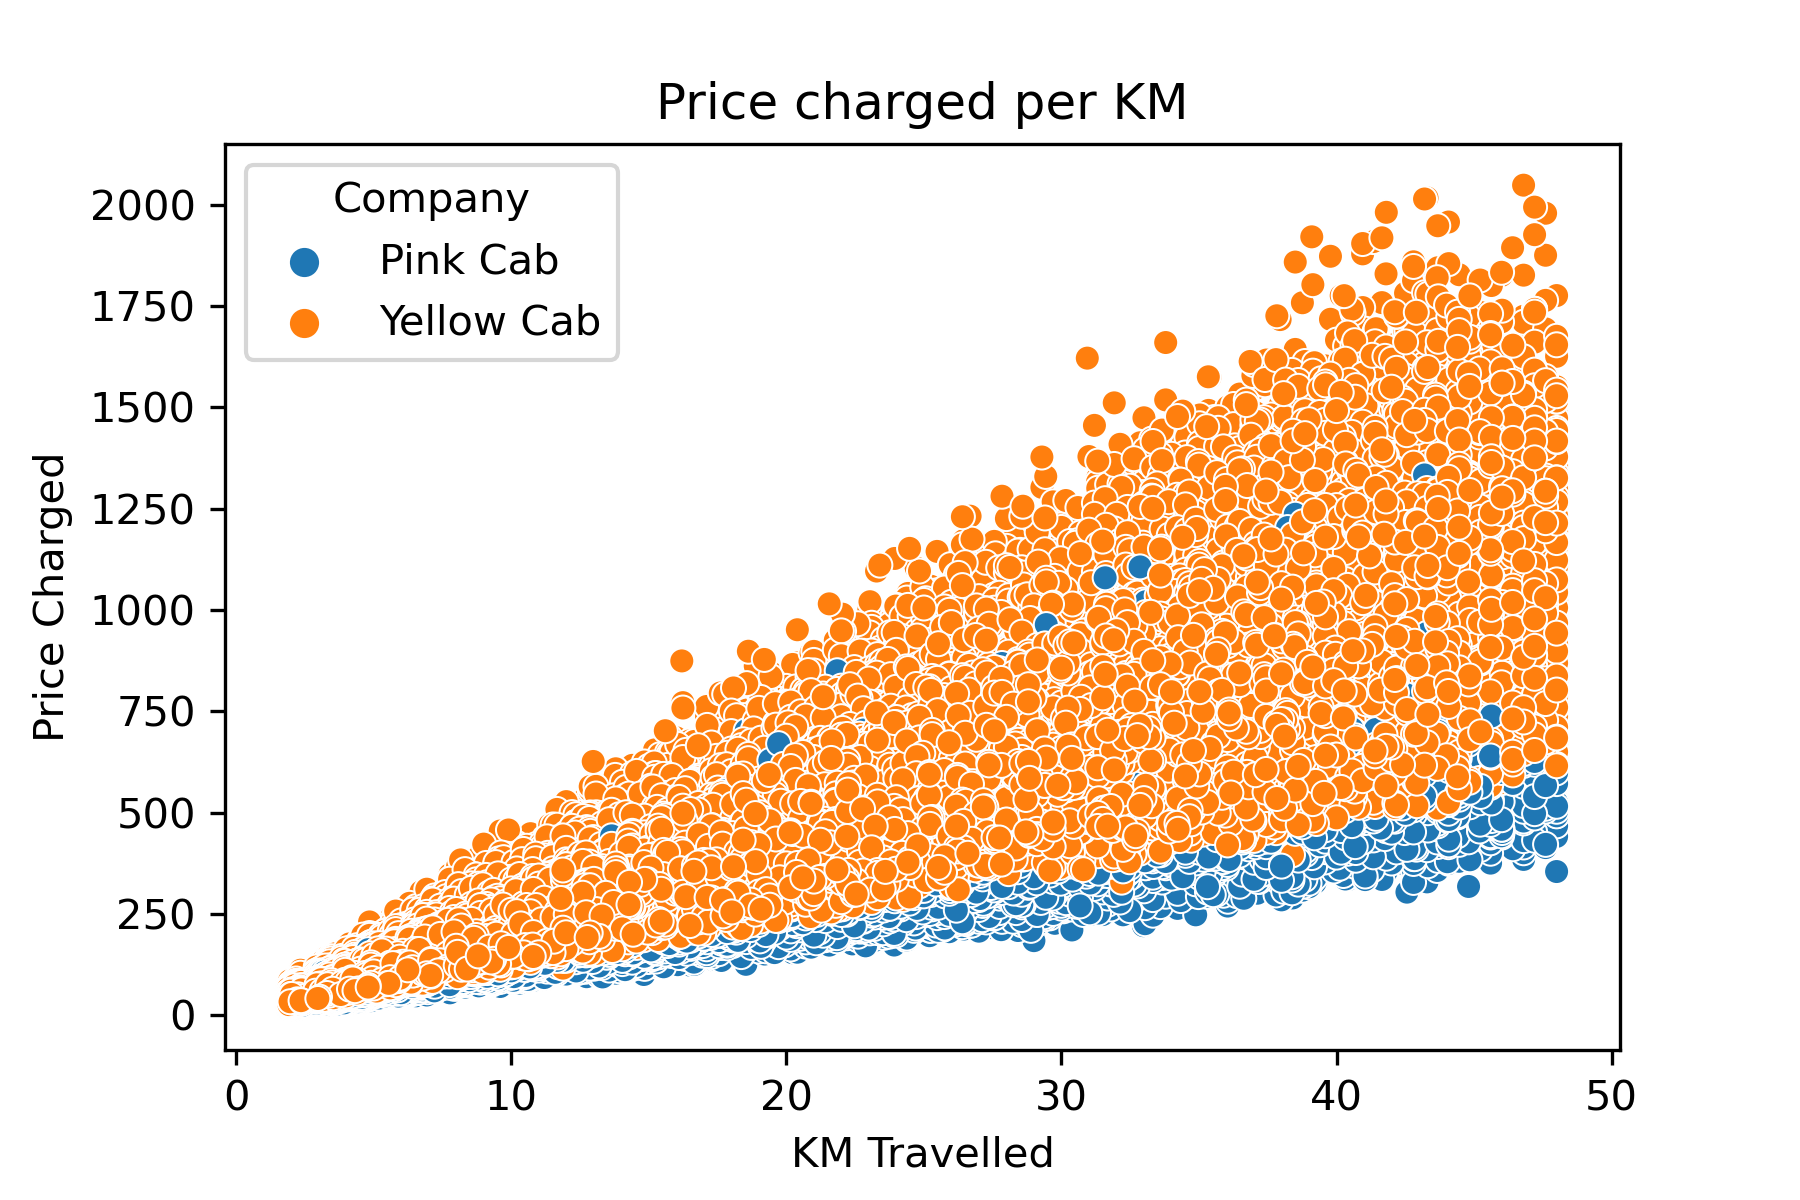 Price charged per KM
Company
Pink Cab
Yellow Cab
Price Charged
2000
1750
1500
1250
1000
750
500
250
0
0 10 20 30 40 50
KM Travelled